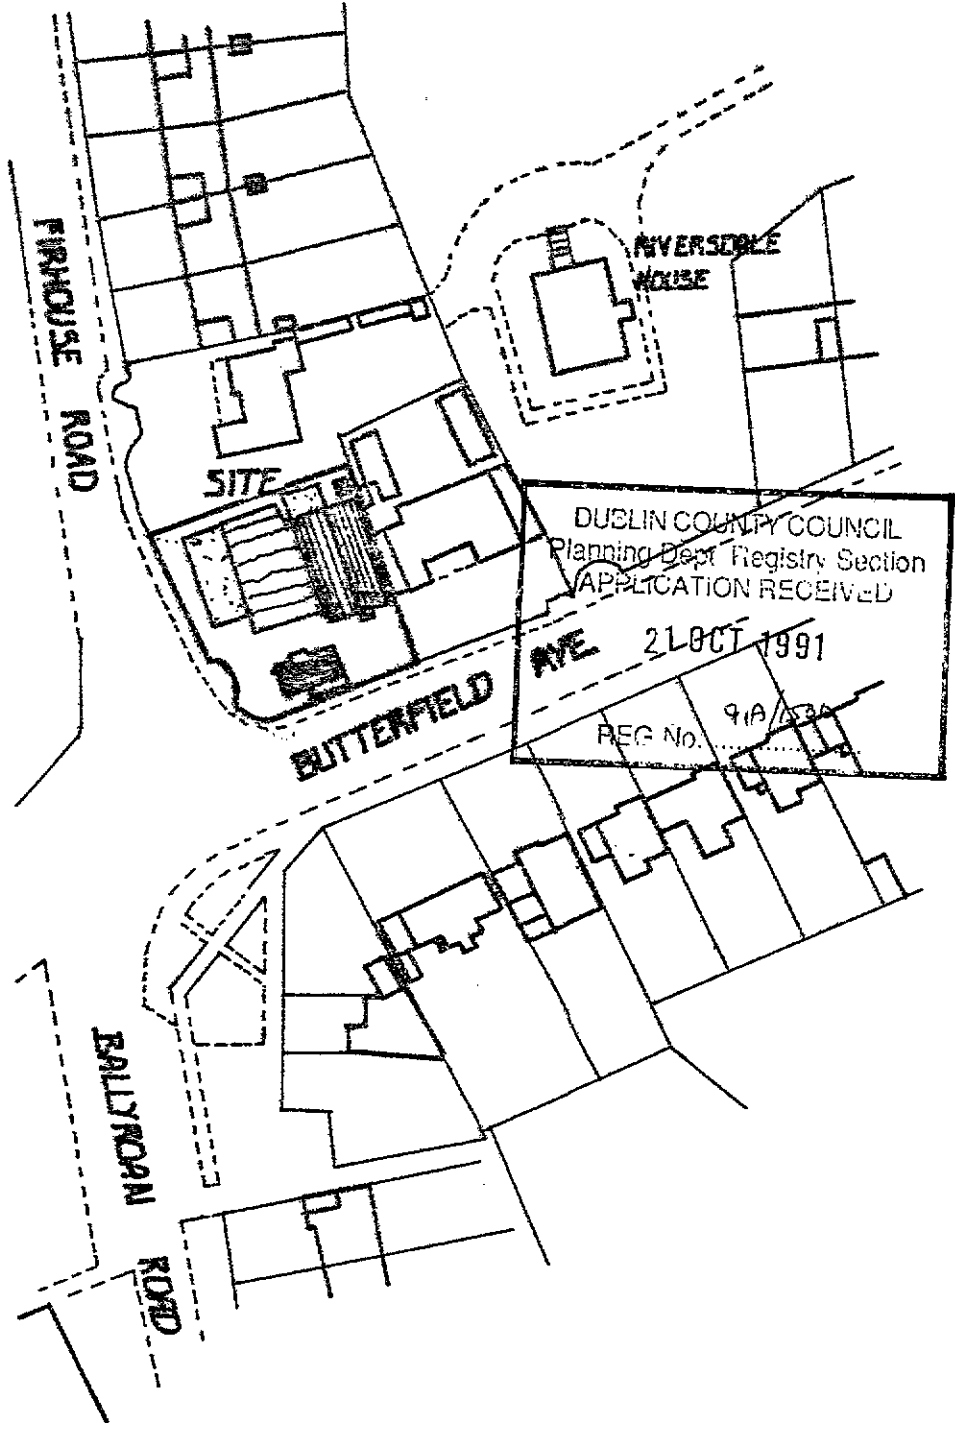 FIRHOUSE ROAD
RIVERSDALE
HOUSE
SITE
DUBLIN COUNTY COUNCIL
Planning Dept Registry Section
APPLICATION RECEIVED
21 OCT 1991
REG No. 91A/
BUTTERFIELD AVE.
BALLYROAN ROAD